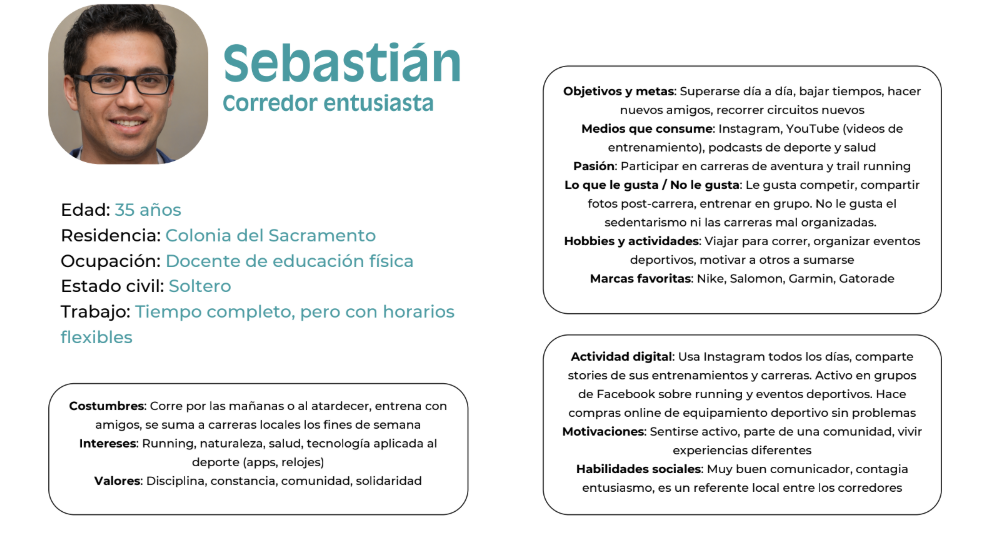 Sebastián
Corredor entusiasta
Edad: 35 años
Residencia: Colonia del Sacramento
Ocupación: Docente de educación física
Estado civil: Soltero
Trabajo: Tiempo completo, pero con horarios
flexibles
Costumbres: Corre por las mañanas o al atardecer, entrena con
amigos, se suma a carreras locales los fines de semana
Intereses: Running, naturaleza, salud, tecnología aplicada al
deporte (apps, relojes)
Valores: Disciplina, constancia, comunidad, solidaridad
Objetivos y metas: Superarse día a día, bajar tiempos, hacer
nuevos amigos, recorrer circuitos nuevos
Medios que consume: Instagram, YouTube (videos de
entrenamiento), podcasts de deporte y salud
Pasión: Participar en carreras de aventura y trail running
Lo que le gusta / No le gusta: Le gusta competir, compartir
fotos post-carrera, entrenar en grupo. No le gusta el
sedentarismo ni las carreras mal organizadas.
Hobbies y actividades: Viajar para correr, organizar eventos
deportivos, motivar a otros a sumarse
Marcas favoritas: Nike, Salomon, Garmin, Gatorade
Actividad digital: Usa Instagram todos los días, comparte
stories de sus entrenamientos y carreras. Activo en grupos
de Facebook sobre running y eventos deportivos. Hace
compras online de equipamiento deportivo sin problemas
Motivaciones: Sentirse activo, parte de una comunidad, vivir
experiencias diferentes
Habilidades sociales: Muy buen comunicador, contagia
entusiasmo, es un referente local entre los corredores